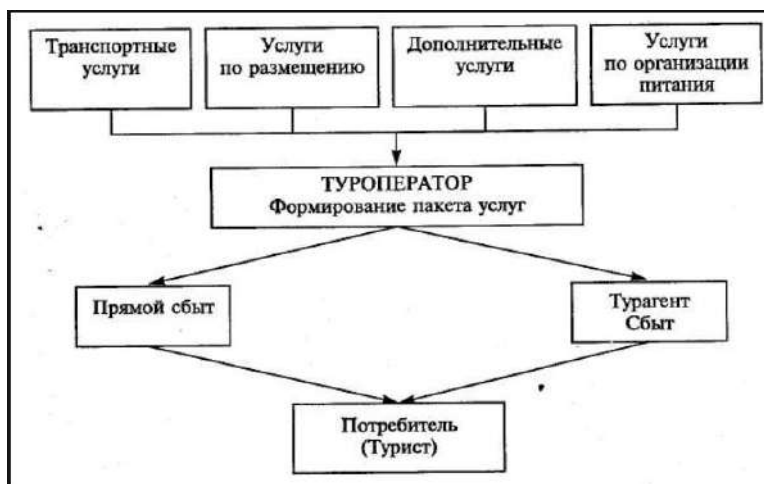 Транспортные
услуги
Услуги
по размещению
Дополнительные
услуги
Услуги
по организации
питания
ТУРОПЕРАТОР
Формирование пакета услуг
Прямой сбыт
Турагент
Сбыт
Потребитель
(Турист)